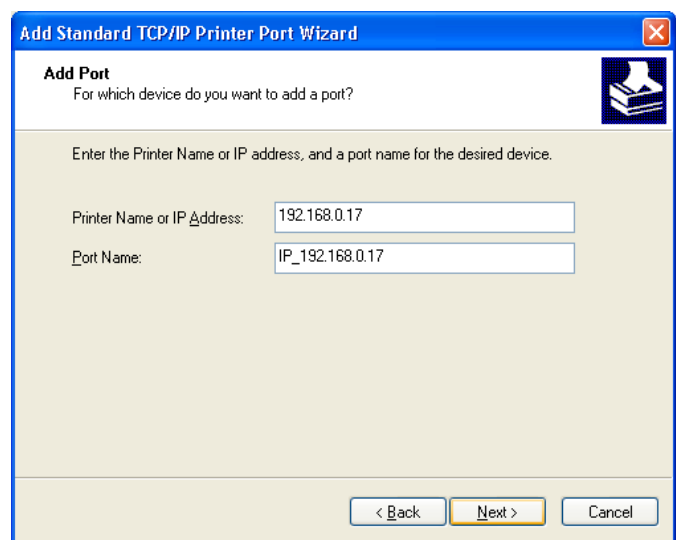 Add Standard TCP/IP Printer Port Wizard
Add Port
For which device do you want to add a port?
Enter the Printer Name or IP address, and a port name for the desired device.
Printer Name or IP Address: 192.168.0.17
Port Name: IP_192.168.0.17
< Back Next > Cancel